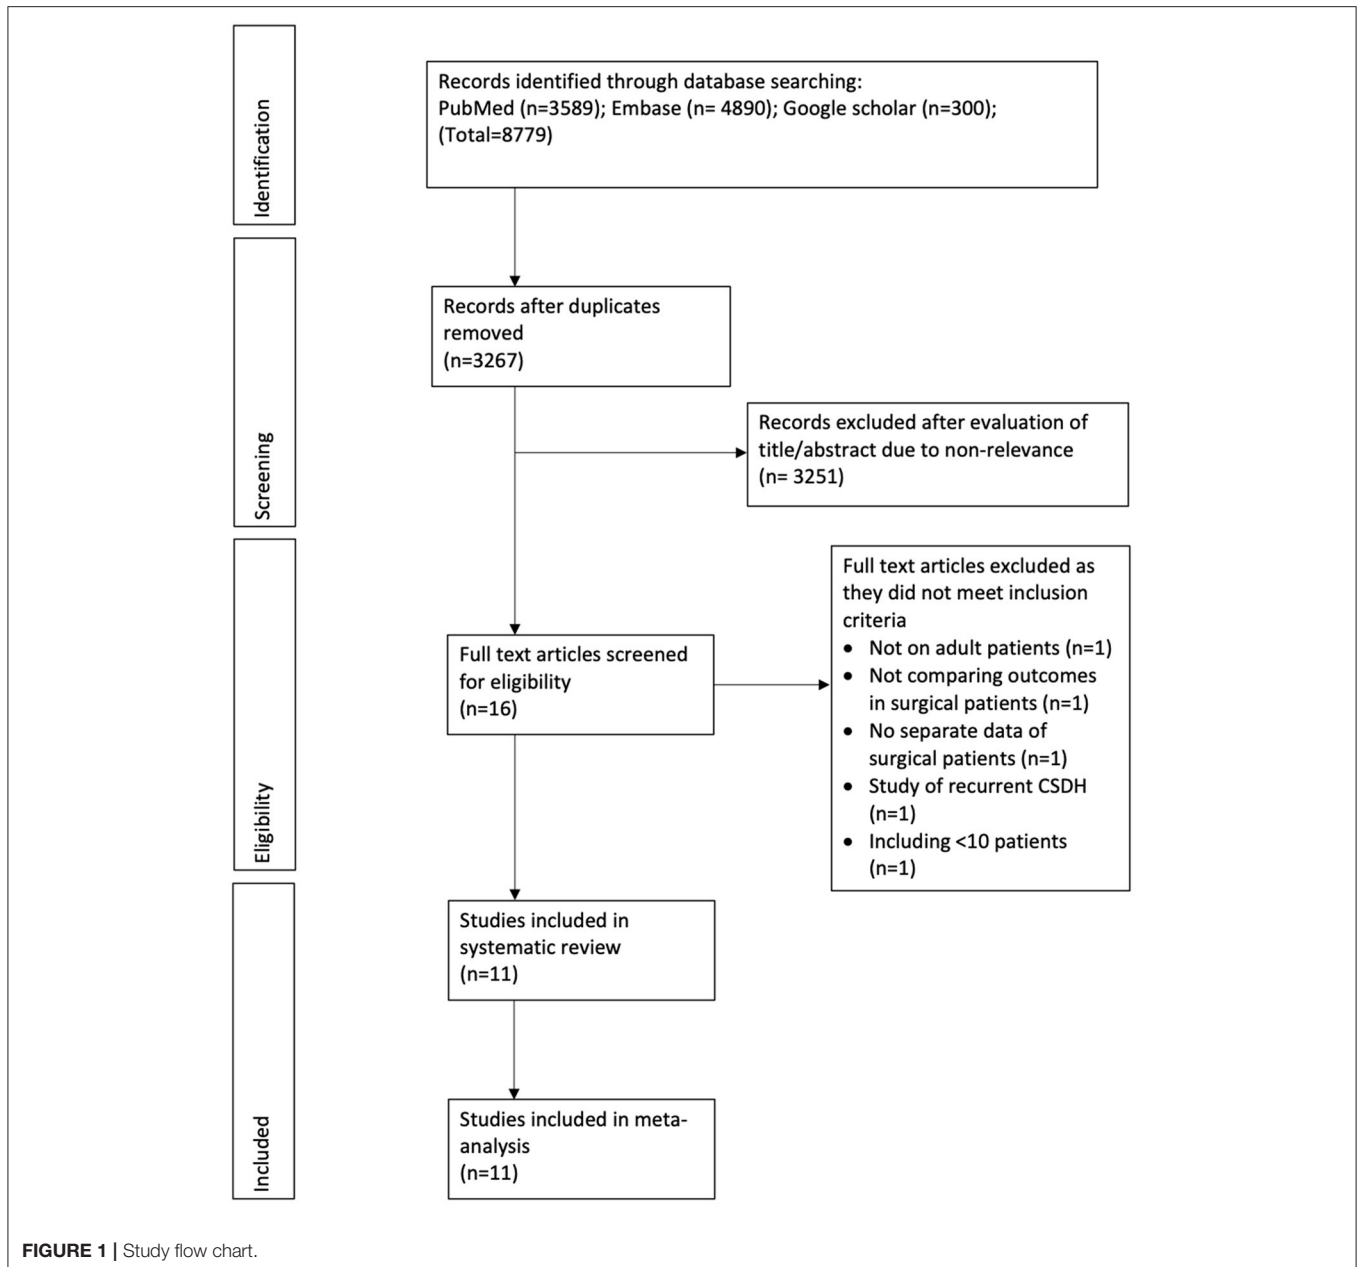 Identification
Records identified through database searching:
PubMed (n=3589); Embase (n= 4890); Google scholar (n=300);
(Total=8779)
Screening
Records after duplicates
removed
(n=3267)
Records excluded after evaluation of
title/abstract due to non-relevance
(n= 3251)
Eligibility
Full text articles screened
for eligibility
(n=16)
Full text articles excluded as
they did not meet inclusion
criteria
• Not on adult patients (n=1)
• Not comparing outcomes
in surgical patients (n=1)
• No separate data of
surgical patients (n=1)
• Study of recurrent CSDH
(n=1)
• Including <10 patients
(n=1)
Included
Studies included in
systematic review
(n=11)
Studies included in meta-
analysis
(n=11)
FIGURE 1 | Study flow chart.